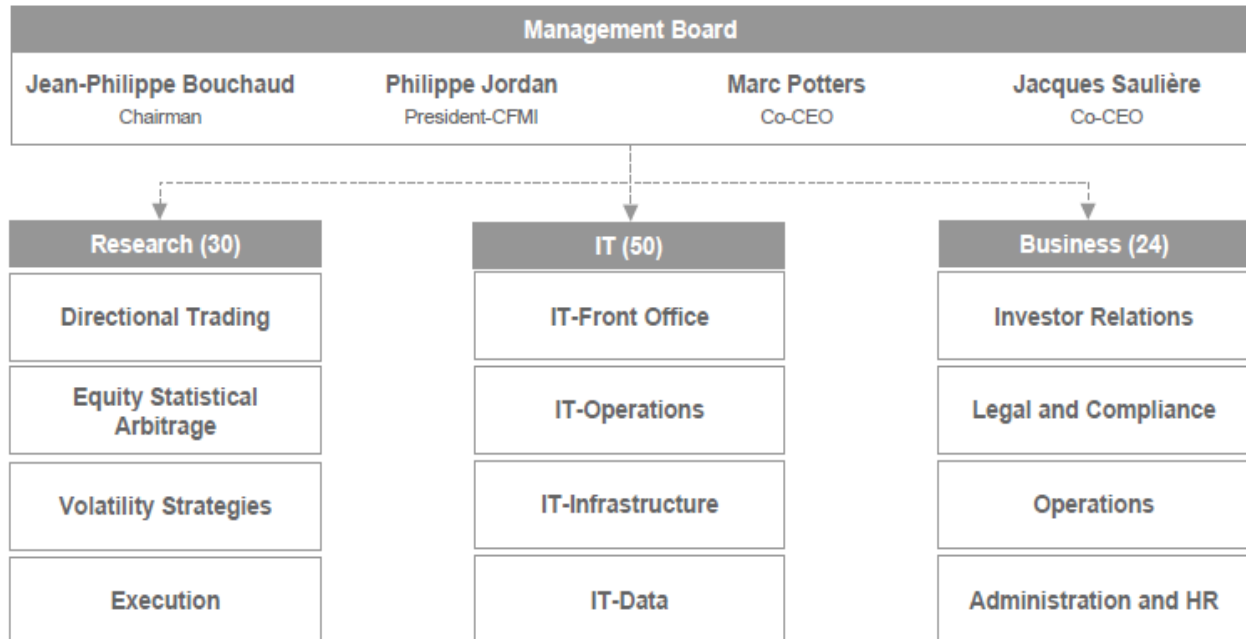 Management Board
Jean-Philippe Bouchaud
Chairman
Philippe Jordan
President-CFMI
Marc Potters
Co-CEO
Jacques Saulière
Co-CEO
Research (30)
Directional Trading
Equity Statistical
Arbitrage
Volatility Strategies
Execution
IT (50)
IT-Front Office
IT-Operations
IT-Infrastructure
IT-Data
Business (24)
Investor Relations
Legal and Compliance
Operations
Administration and HR